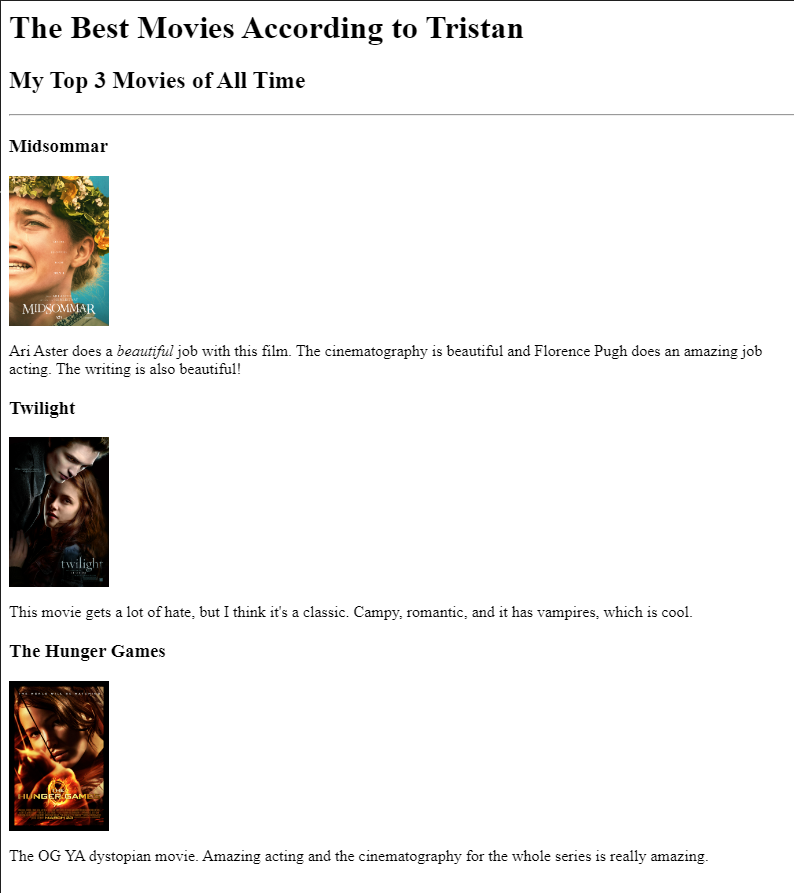 The Best Movies According to Tristan
My Top 3 Movies of All Time
Midsommar
MIDSOMMAR
Ari Aster does a beautiful job with this film. The cinematography is beautiful and Florence Pugh does an amazing job
acting. The writing is also beautiful!
Twilight
twilight
This movie gets a lot of hate, but I think it's a classic. Campy, romantic, and it has vampires, which is cool.
The Hunger Games
THE WORLD WILL BE WATCHING
HUNGER GAMES
The OG YA dystopian movie. Amazing acting and the cinematography for the whole series is really amazing.